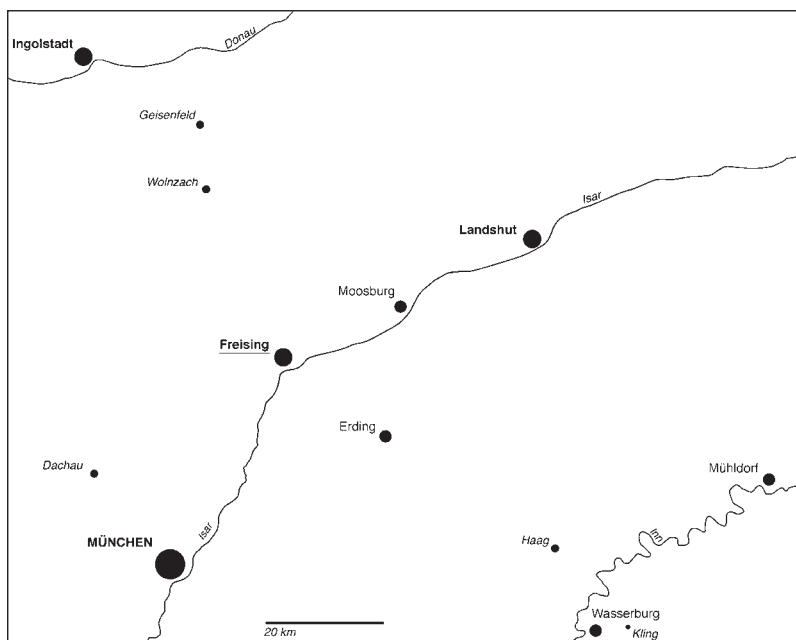 Donau
Ingolstadt
Geisenfeld
Wolnzach
Isar
Landshut
Moosburg
Freising
Erding
Dachau
Mühldorf
MÜNCHEN
Isar
Haag
Inn
Wasserburg
Kling
20 km